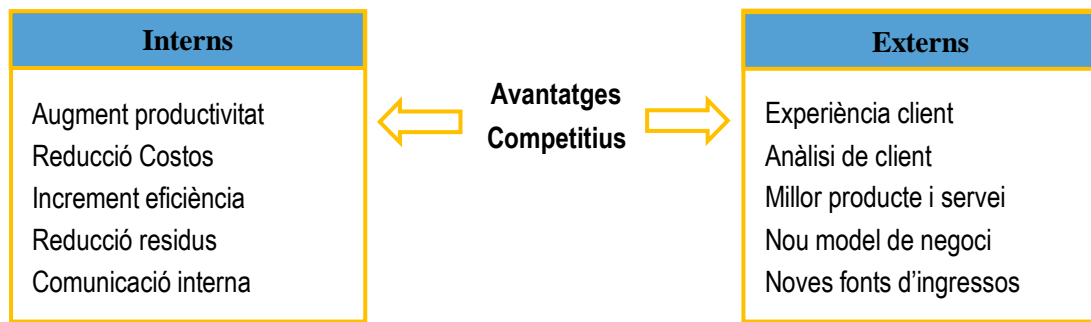 Interns
Augment productivitat
Reducció Costos
Increment eficiència
Reducció residus
Comunicació interna
Avantatges
Competitius
Externs
Experiència client
Anàlisi de client
Millor producte i servei
Nou model de negoci
Noves fonts d’ingressos